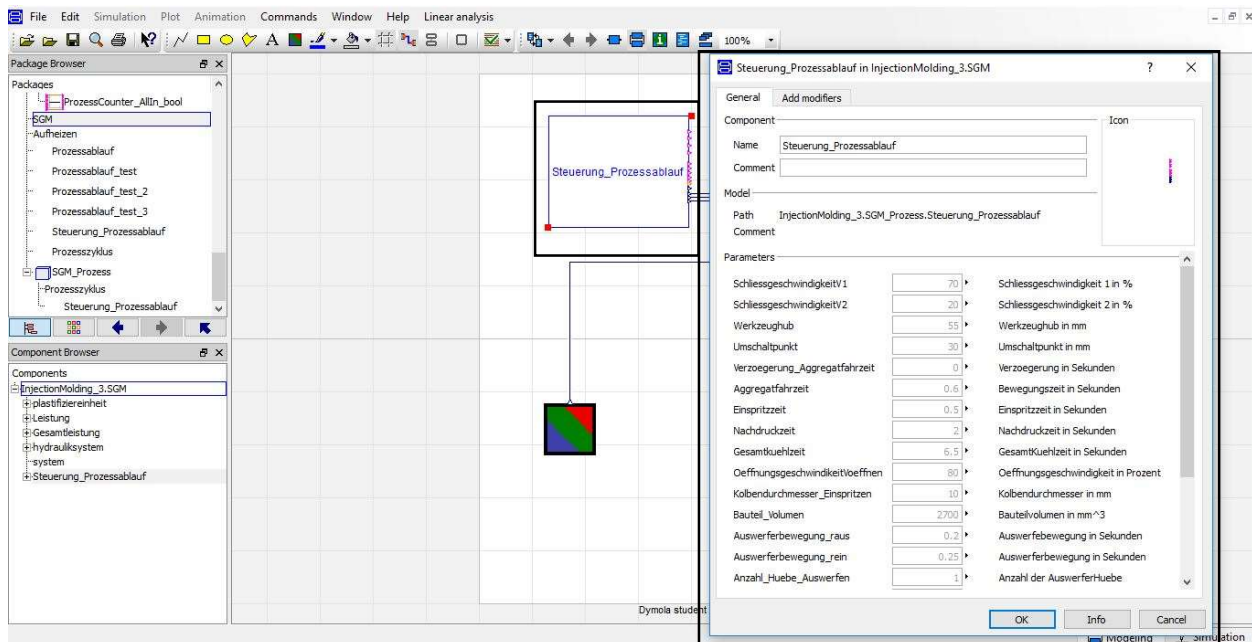 File Edit Simulation Plot Animation Commands Window Help Linear analysis
A 100%
Package Browser
Packages
ProzessCounter_AllIn_bool
SGM
Aufheizen
Prozessablauf
Prozessablauf_test
Prozessablauf_test_2
Prozessablauf_test_3
Steuerung_Prozessablauf
Prozesszyklus
SGM_Prozess
Prozesszyklus
Steuerung_Prozessablauf
Component Browser
Components
InjectionMolding_3.SGM
plastifiziereinheit
Leistung
Gesamtleistung
hydrauliksystem
system
Steuerung_Prozessablauf
Steuerung_Prozessablauf
Dymola student
Steuerung_Prozessablauf in InjectionMolding_3.SGM ?
General Add modifiers
Component Icon
Name Steuerung_Prozessablauf
Comment
Model
Path InjectionMolding_3.SGM_Prozess.Steuerung_Prozessablauf
Comment
Parameters
SchliessgeschwindigkeitV1 70 Schliessgeschwindigkeit 1 in %
SchliessgeschwindigkeitV2 20 Schliessgeschwindigkeit 2 in %
Werkzeughub 55 Werkzeughub in mm
Umschaltpunkt 30 Umschaltpunkt in mm
Verzoegerung_Aggregatfahrzeit 0 Verzoegerung in Sekunden
Aggregatfahrzeit 0.6 Bewegungszeit in Sekunden
Einspritzzeit 0.5 Einspritzzeit in Sekunden
Nachdruckzeit 2 Nachdruckzeit in Sekunden
Gesamtkuehlzeit 6.5 GesamtKuehlzeit in Sekunden
OeffnungsgeschwindikeitVoeffnen 80 Oeffnungsgeschwindigkeit in Prozent
Kolbendurchmesser_Einspritzen 10 Kolbendurchmesser in mm
Bauteil_Volumen 2700 Bauteilvolumen in mm^3
Auswerferbewegung_raus 0.2 Auswerfebewegung in Sekunden
Auswerferbewegung_rein 0.25 Auswerferbewegung in Sekunden
Anzahl_Huebe_Auswerfen 1 Anzahl der AuswerferHuebe
OK Info Cancel
Modeling Simulation